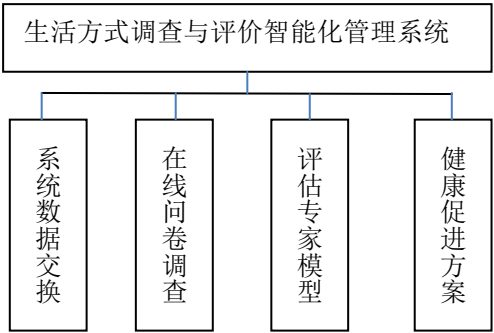 生活方式调查与评价智能化管理系统
系统数据交换
在线问卷调查
评估专家模型
健康促进方案